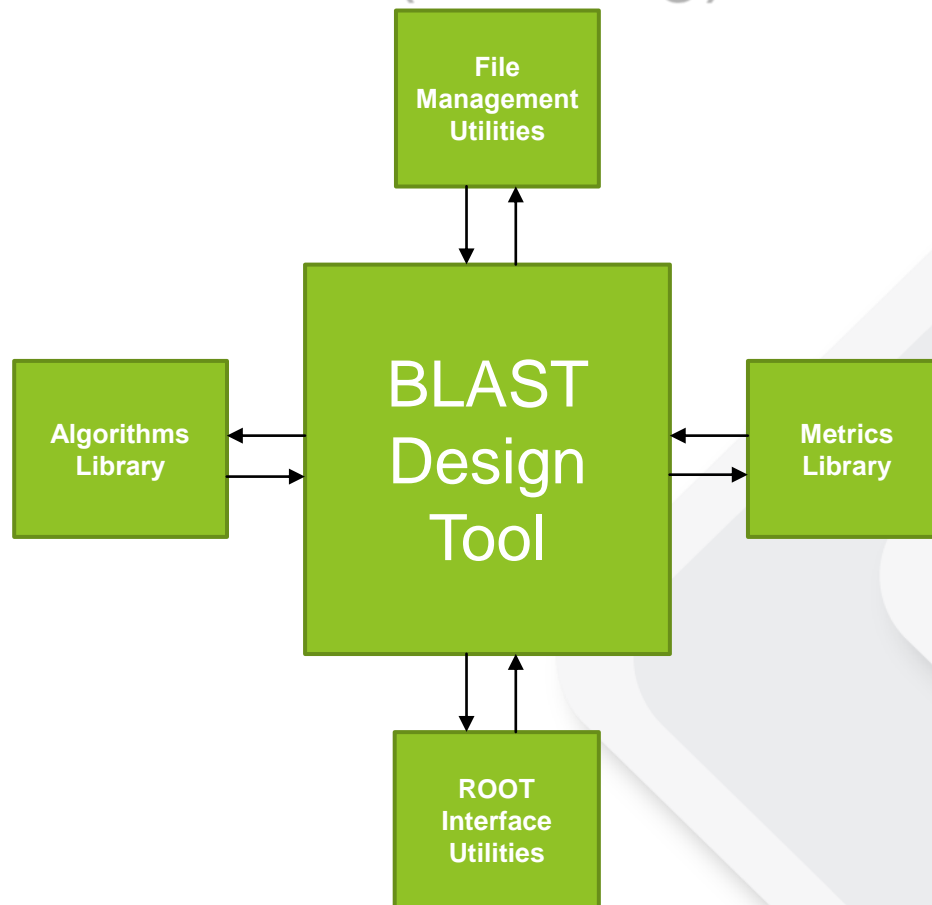 File
Management
Utilities
BLAST
Design
Tool
Algorithms
Library
Metrics
Library
ROOT
Interface
Utilities